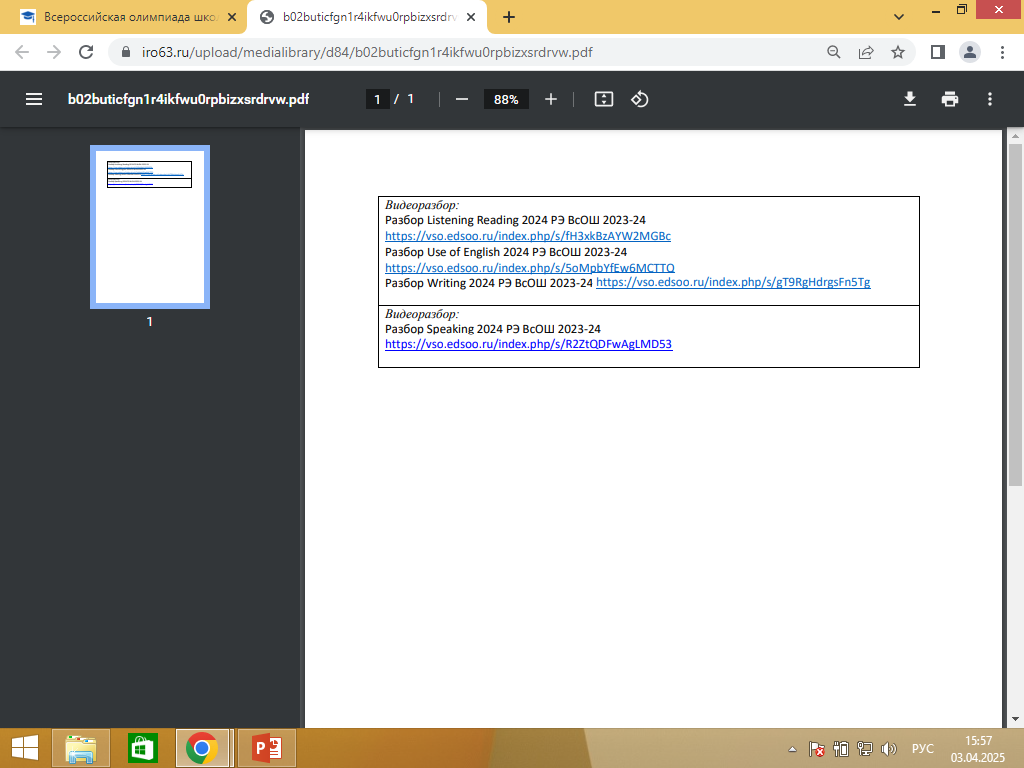 Всероссийская олимпиада шко
b02buticfgn1r4ikfwu0rpbizxsrdrvw
iro63.ru/upload/medialibrary/d84/b02buticfgn1r4ikfwu0rpbizxsrdrvw.pdf
b02buticfgn1r4ikfwu0rpbizxsrdrvw.pdf
1 / 1
88%
Видеоразбор:
Разбор Listening Reading 2024 РЭ ВсОШ 2023-24
https://vso.edsoo.ru/index.php/s/fH3xkBzAYW2MGBc
Разбор Use of English 2024 РЭ ВсОШ 2023-24
https://vso.edsoo.ru/index.php/s/5oMpbYfEw6MCTTQ
Разбор Writing 2024 РЭ ВсОШ 2023-24 https://vso.edsoo.ru/index.php/s/gT9RgHdrgsFn5Tg
Видеоразбор:
Разбор Speaking 2024 РЭ ВсОШ 2023-24
https://vso.edsoo.ru/index.php/s/R2ZtQDFwAgLMD53
1
РУС
15:57
03.04.2025